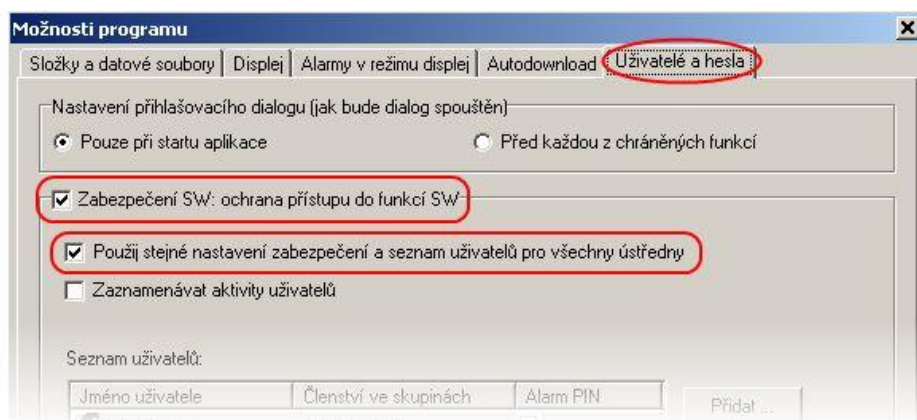 Možnosti programu
Složky a datové soubory Displej Alarmy v režimu displej Autodownload Uživatelé a hesla
Nastavení přihlašovacího dialogu (jak bude dialog spouštěn)
Pouze při startu aplikace Před každou z chráněných funkcí
Zabezpečení SW: ochrana přístupu do funkcí SW
Použij stejné nastavení zabezpečení a seznam uživatelů pro všechny ústředny
Zaznamenávat aktivity uživatelů
Seznam uživatelů:
Jméno uživatele Členství ve skupinách Alarm PIN Přidat ...